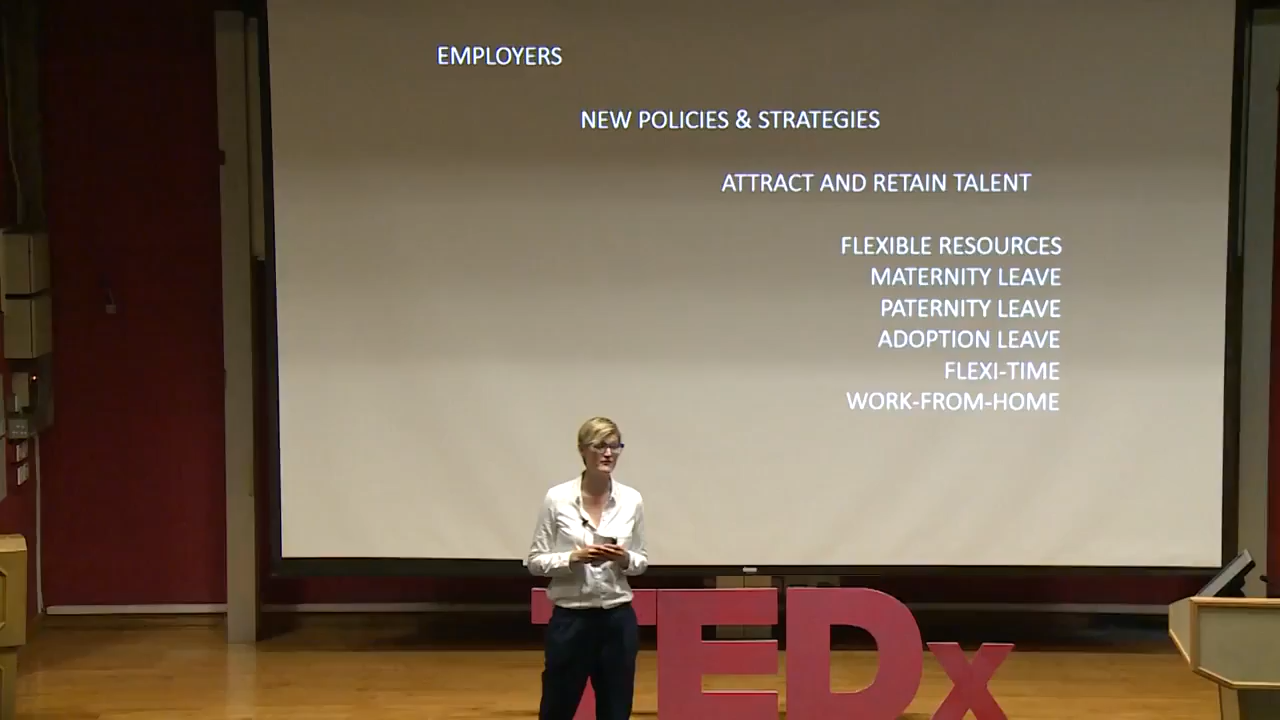 EMPLOYERS
NEW POLICIES & STRATEGIES
ATTRACT AND RETAIN TALENT
FLEXIBLE RESOURCES
MATERNITY LEAVE
PATERNITY LEAVE
ADOPTION LEAVE
FLEXI-TIME
WORK-FROM-HOME
TEDx